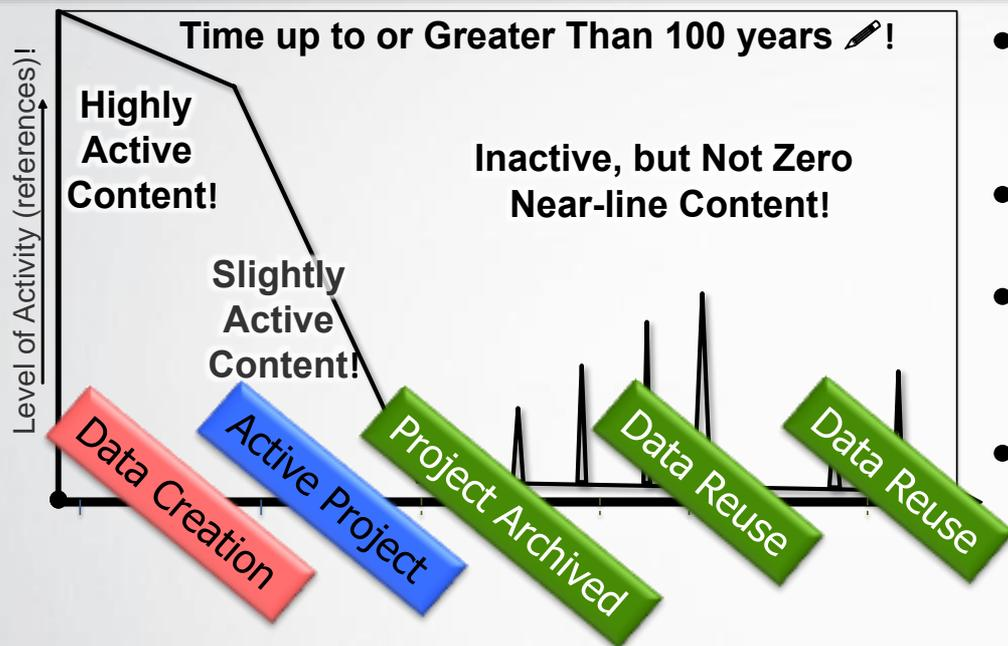 Time up to or Greater Than 100 years !
Level of Activity (references)!
Highly
Active
Content!
Inactive, but Not Zero
Near-line Content!
Slightly
Active
Content!
Data Creation
Active Project
Project Archived
Data Reuse
Data Reuse